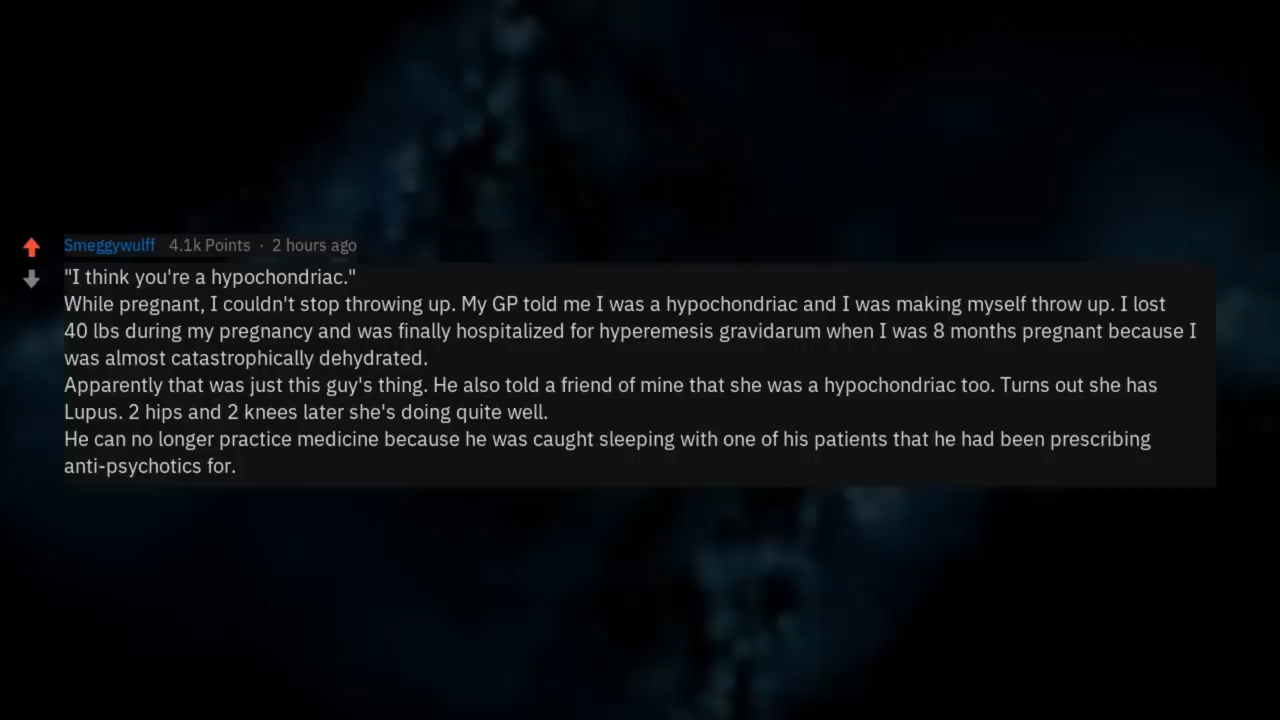 Smeggywulff 4.1k Points · 2 hours ago
"I think you're a hypochondriac."
While pregnant, I couldn't stop throwing up. My GP told me I was a hypochondriac and I was making myself throw up. I lost
40 lbs during my pregnancy and was finally hospitalized for hyperemesis gravidarum when I was 8 months pregnant because I
was almost catastrophically dehydrated.
Apparently that was just this guy's thing. He also told a friend of mine that she was a hypochondriac too. Turns out she has
Lupus. 2 hips and 2 knees later she's doing quite well.
He can no longer practice medicine because he was caught sleeping with one of his patients that he had been prescribing
anti-psychotics for.